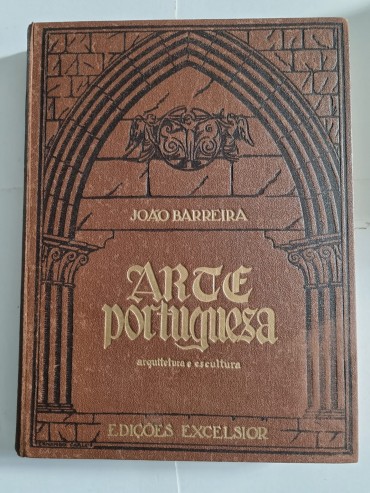 JOÃO BARREIRA
ARTE
portuguesa
arquitetura e escultura
EDIÇÕES EXCELSIOR